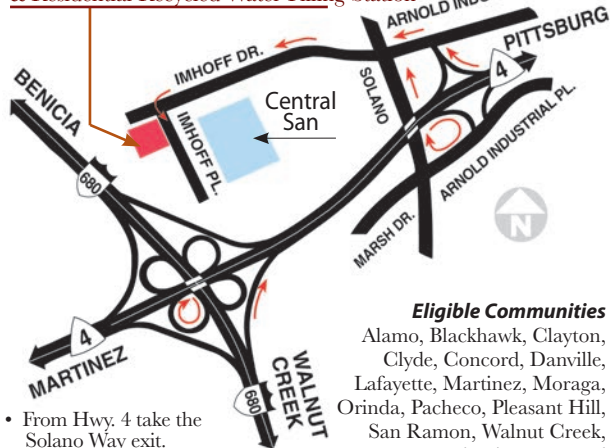 & Residential Recycled Water Filling Station
ARNOLD
PITTSBURG
4
IMHOFF DR.
SOLANO
BENICIA
Central
San
IMHOFF PL.
ARNOLD INDUSTRIAL PL.
680
MARSH DR.
N
4
MARTINEZ
WALNUT
CREEK
680
Eligible Communities
Alamo, Blackhawk, Clayton,
Clyde, Concord, Danville,
Lafayette, Martinez, Moraga,
Orinda, Pacheco, Pleasant Hill,
San Ramon, Walnut Creek,
• From Hwy. 4 take the
Solano Way exit.